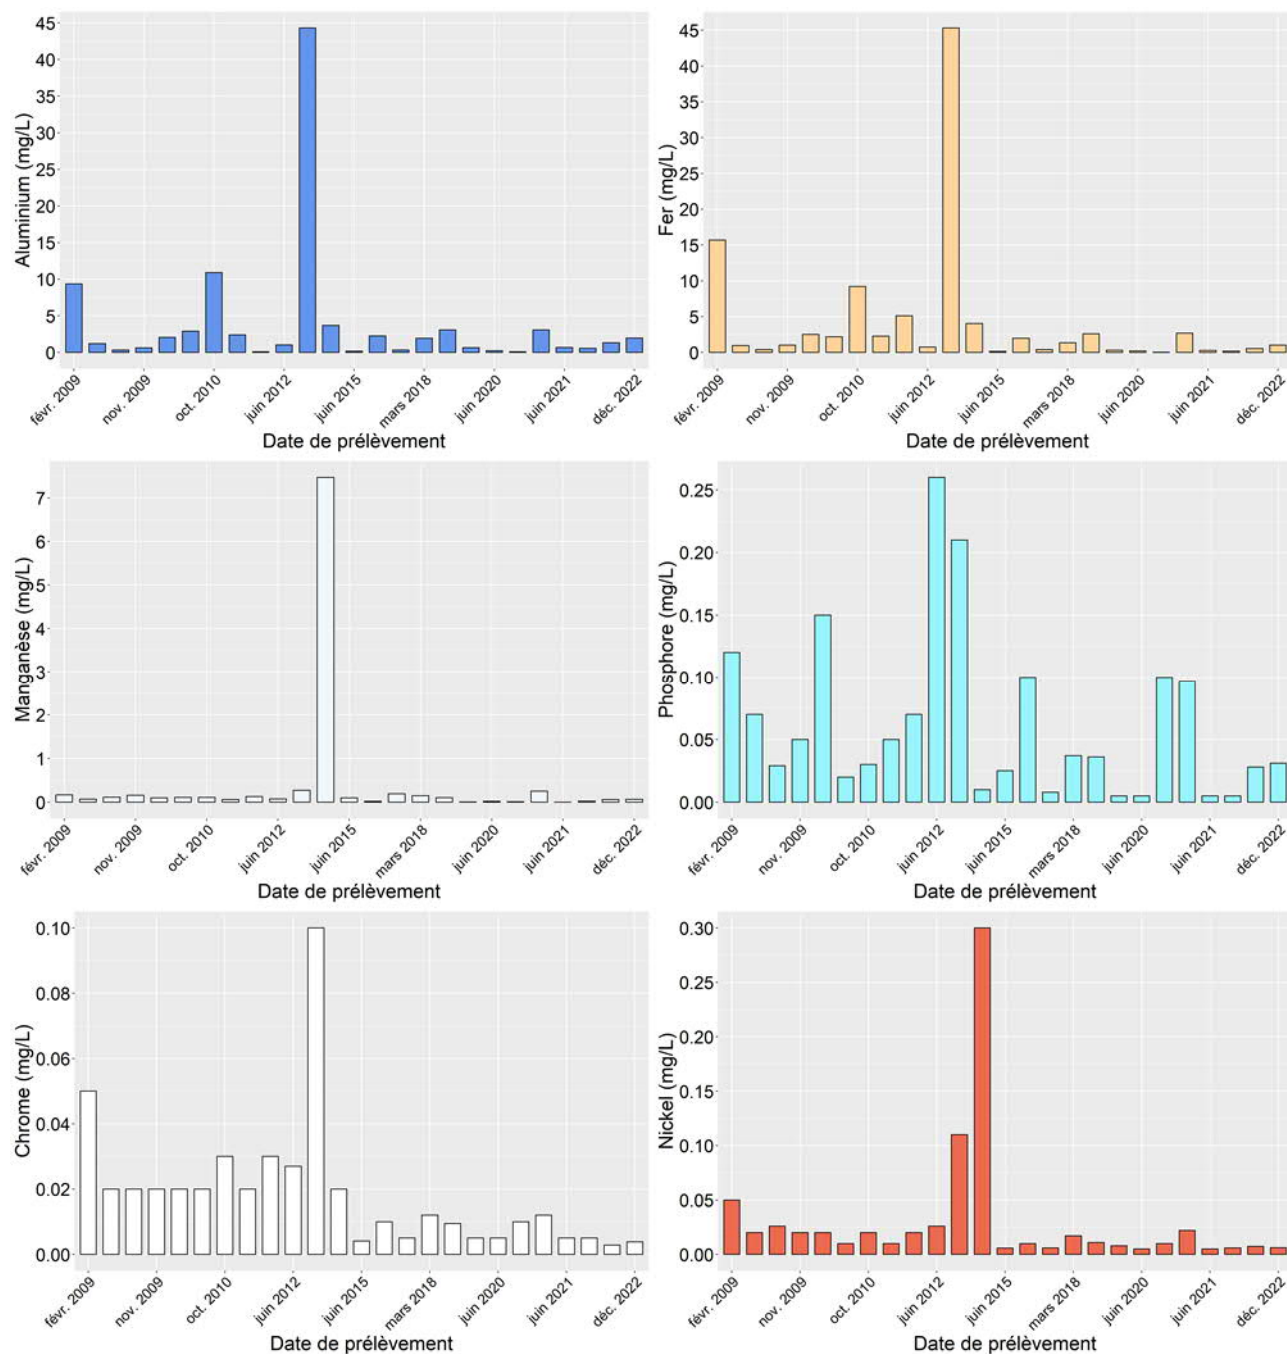 Aluminium (mg/L)
45
40
35
30
25
20
15
10
5
0
févr. 2009
nov. 2009
oct. 2010
juin 2012
juin 2015
mars 2018
juin 2020
juin 2021
déc. 2022
Date de prélèvement
Fer (mg/L)
45
40
35
30
25
20
15
10
5
0
févr. 2009
nov. 2009
oct. 2010
juin 2012
juin 2015
mars 2018
juin 2020
juin 2021
déc. 2022
Date de prélèvement
Manganèse (mg/L)
7
6
5
4
3
2
1
0
févr. 2009
nov. 2009
oct. 2010
juin 2012
juin 2015
mars 2018
juin 2020
juin 2021
déc. 2022
Date de prélèvement
Phosphore (mg/L)
0.25
0.20
0.15
0.10
0.05
0.00
févr. 2009
nov. 2009
oct. 2010
juin 2012
juin 2015
mars 2018
juin 2020
juin 2021
déc. 2022
Date de prélèvement
Chrome (mg/L)
0.10
0.08
0.06
0.04
0.02
0.00
févr. 2009
nov. 2009
oct. 2010
juin 2012
juin 2015
mars 2018
juin 2020
juin 2021
déc. 2022
Date de prélèvement
Nickel (mg/L)
0.30
0.25
0.20
0.15
0.10
0.05
0.00
févr. 2009
nov. 2009
oct. 2010
juin 2012
juin 2015
mars 2018
juin 2020
juin 2021
déc. 2022
Date de prélèvement